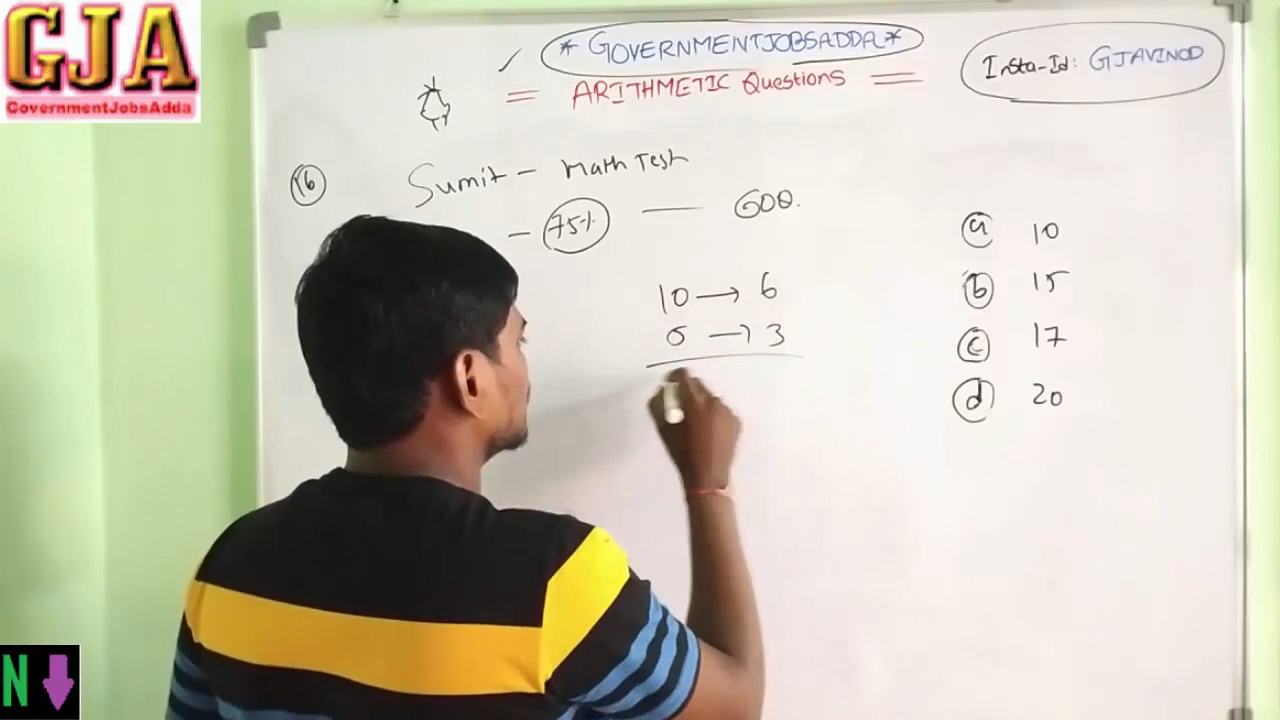 GJA
GovernmentJobsAdda
* GOVERNMENTJOBSADDA *
Insta-Id: GJAVINOD
= ARITHMETIC Questions =
16
Sumit - Math Test
- 75% — 60Q.
10 → 6
5 → 3
a 10
b 15
c 17
d 20
N